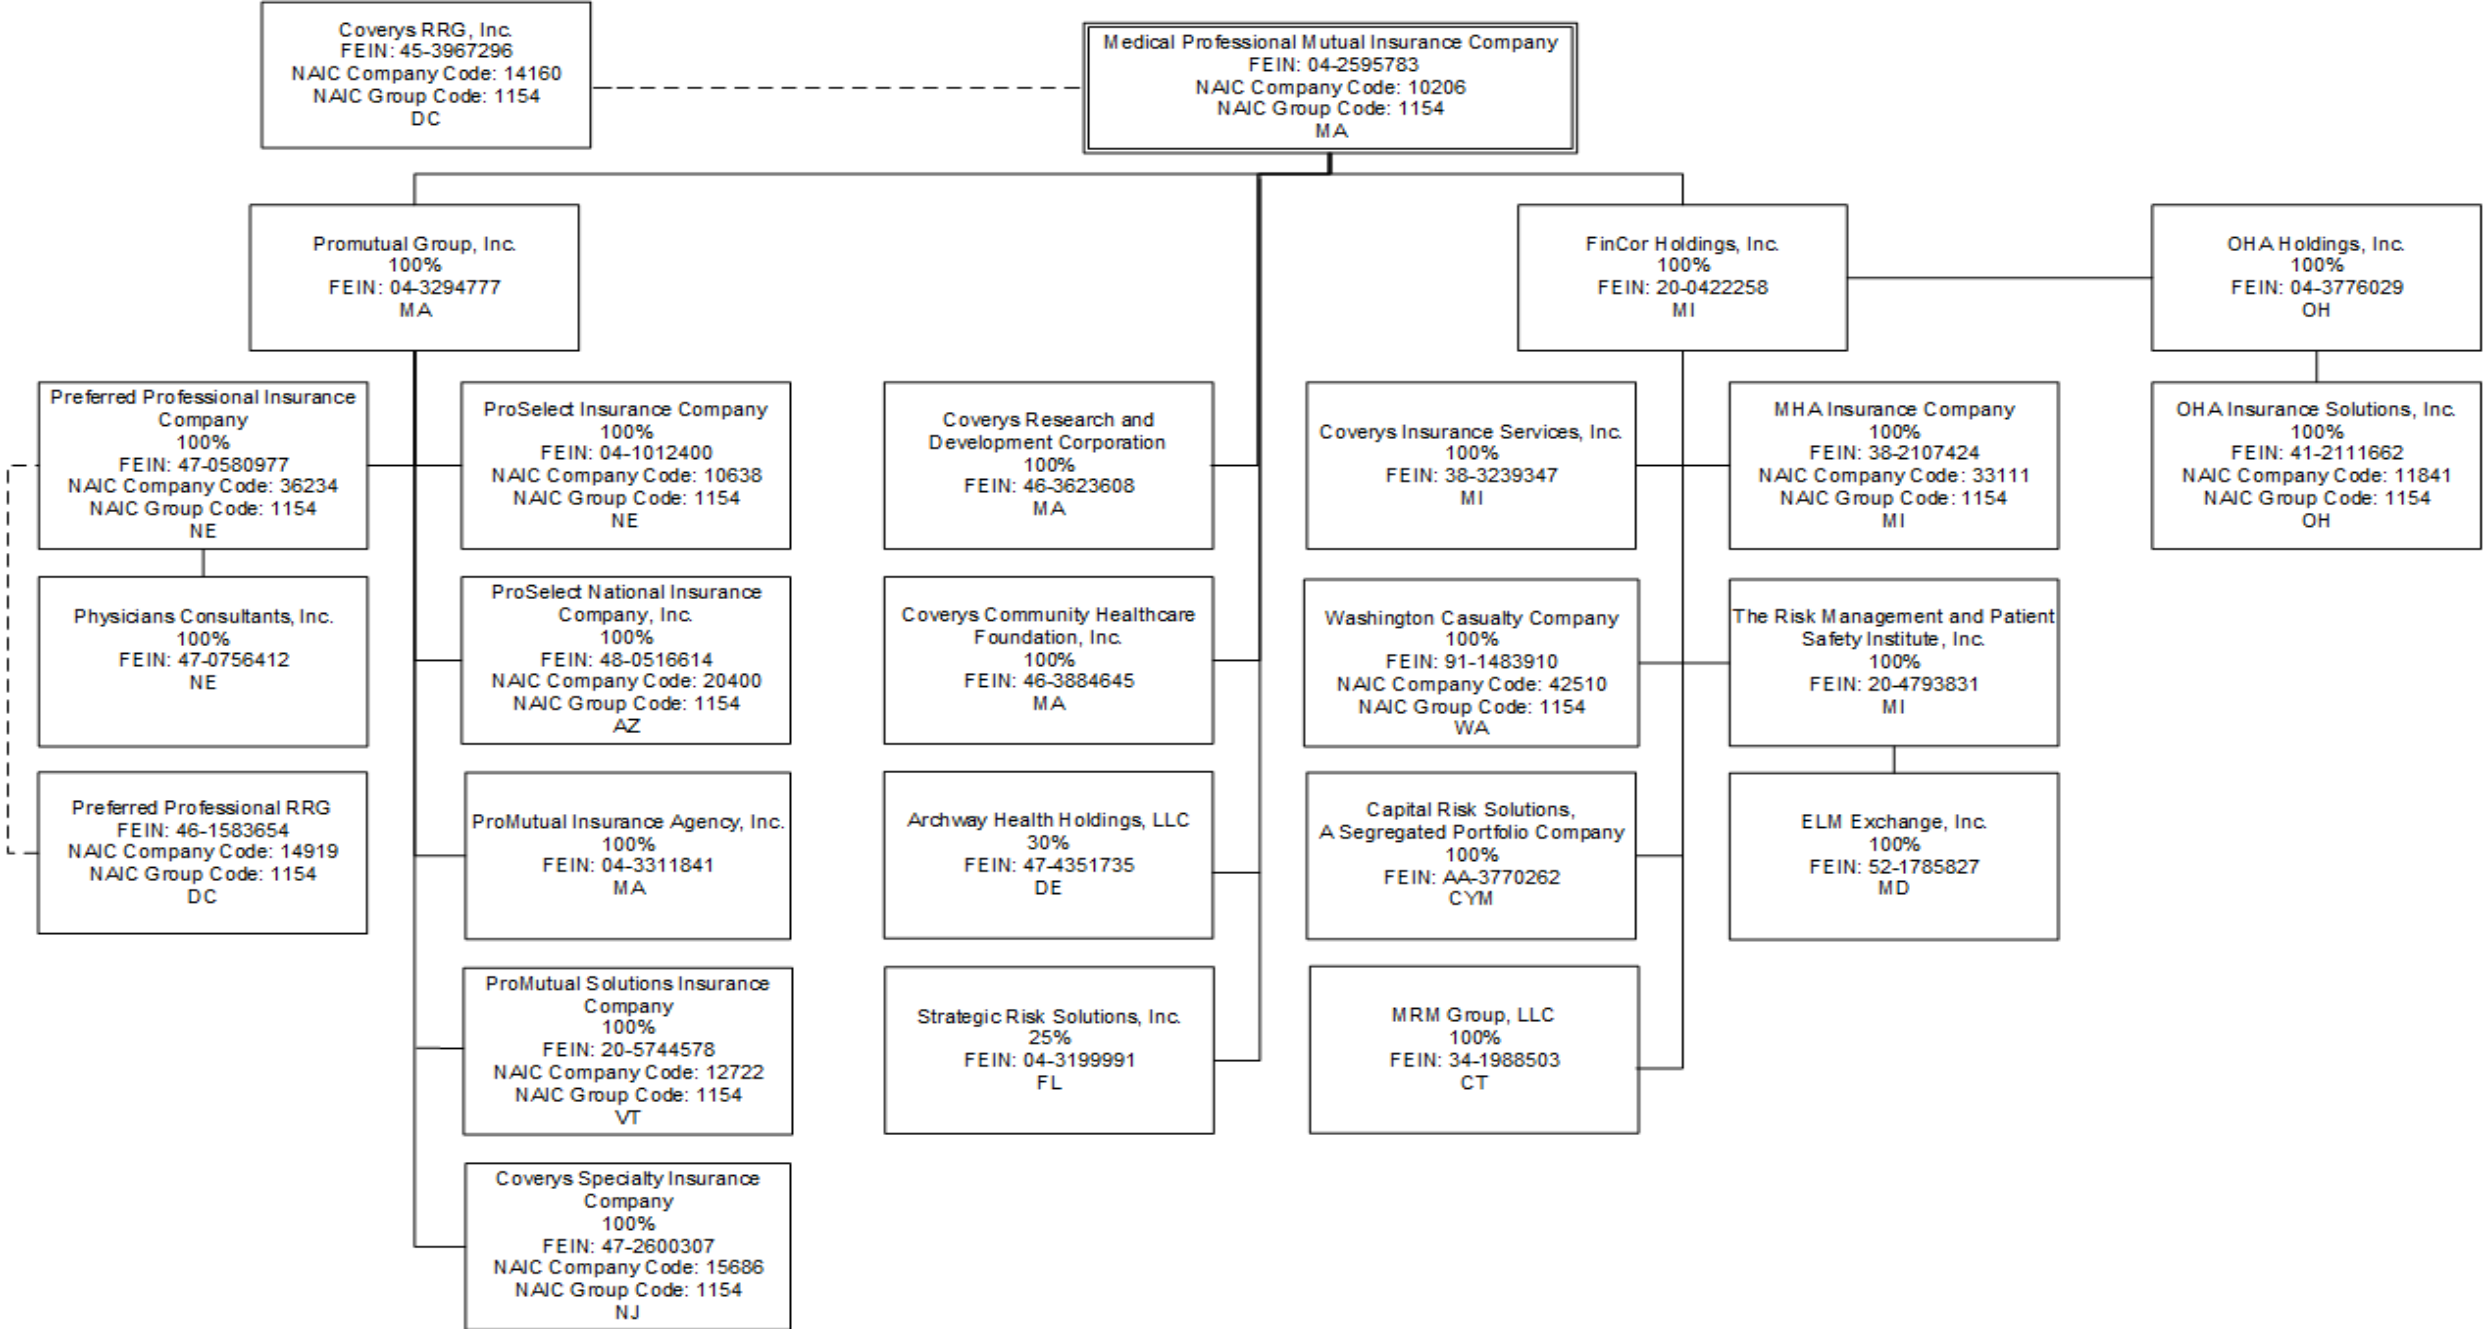 Coverys RRG, Inc.
FEIN: 45-3967296
NAIC Company Code: 14160
NAIC Group Code: 1154
DC
Medical Professional Mutual Insurance Company
FEIN: 04-2595783
NAIC Company Code: 10206
NAIC Group Code: 1154
MA
Promutual Group, Inc.
100%
FEIN: 04-3294777
MA
FinCor Holdings, Inc.
100%
FEIN: 20-0422258
MI
OHA Holdings, Inc.
100%
FEIN: 04-3776029
OH
Preferred Professional Insurance
Company
100%
FEIN: 47-0580977
NAIC Company Code: 36234
NAIC Group Code: 1154
NE
ProSelect Insurance Company
100%
FEIN: 04-1012400
NAIC Company Code: 10638
NAIC Group Code: 1154
NE
Coverys Research and
Development Corporation
100%
FEIN: 46-3623608
MA
Coverys Insurance Services, Inc.
100%
FEIN: 38-3239347
MI
MHA Insurance Company
100%
FEIN: 38-2107424
NAIC Company Code: 33111
NAIC Group Code: 1154
MI
OHA Insurance Solutions, Inc.
100%
FEIN: 41-2111662
NAIC Company Code: 11841
NAIC Group Code: 1154
OH
Physicians Consultants, Inc.
100%
FEIN: 47-0756412
NE
ProSelect National Insurance
Company, Inc.
100%
FEIN: 48-0516614
NAIC Company Code: 20400
NAIC Group Code: 1154
AZ
Coverys Community Healthcare
Foundation, Inc.
100%
FEIN: 46-3884645
MA
Washington Casualty Company
100%
FEIN: 91-1483910
NAIC Company Code: 42510
NAIC Group Code: 1154
WA
The Risk Management and Patient
Safety Institute, Inc.
100%
FEIN: 20-4793831
MI
Preferred Professional RRG
FEIN: 46-1583654
NAIC Company Code: 14919
NAIC Group Code: 1154
DC
ProMutual Insurance Agency, Inc.
100%
FEIN: 04-3311841
MA
Archway Health Holdings, LLC
30%
FEIN: 47-4351735
DE
Capital Risk Solutions,
A Segregated Portfolio Company
100%
FEIN: AA-3770262
CYM
ELM Exchange, Inc.
100%
FEIN: 52-1785827
MD
ProMutual Solutions Insurance
Company
100%
FEIN: 20-5744578
NAIC Company Code: 12722
NAIC Group Code: 1154
VT
Strategic Risk Solutions, Inc.
25%
FEIN: 04-3199991
FL
MRM Group, LLC
100%
FEIN: 34-1988503
CT
Coverys Specialty Insurance
Company
100%
FEIN: 47-2600307
NAIC Company Code: 15686
NAIC Group Code: 1154
NJ